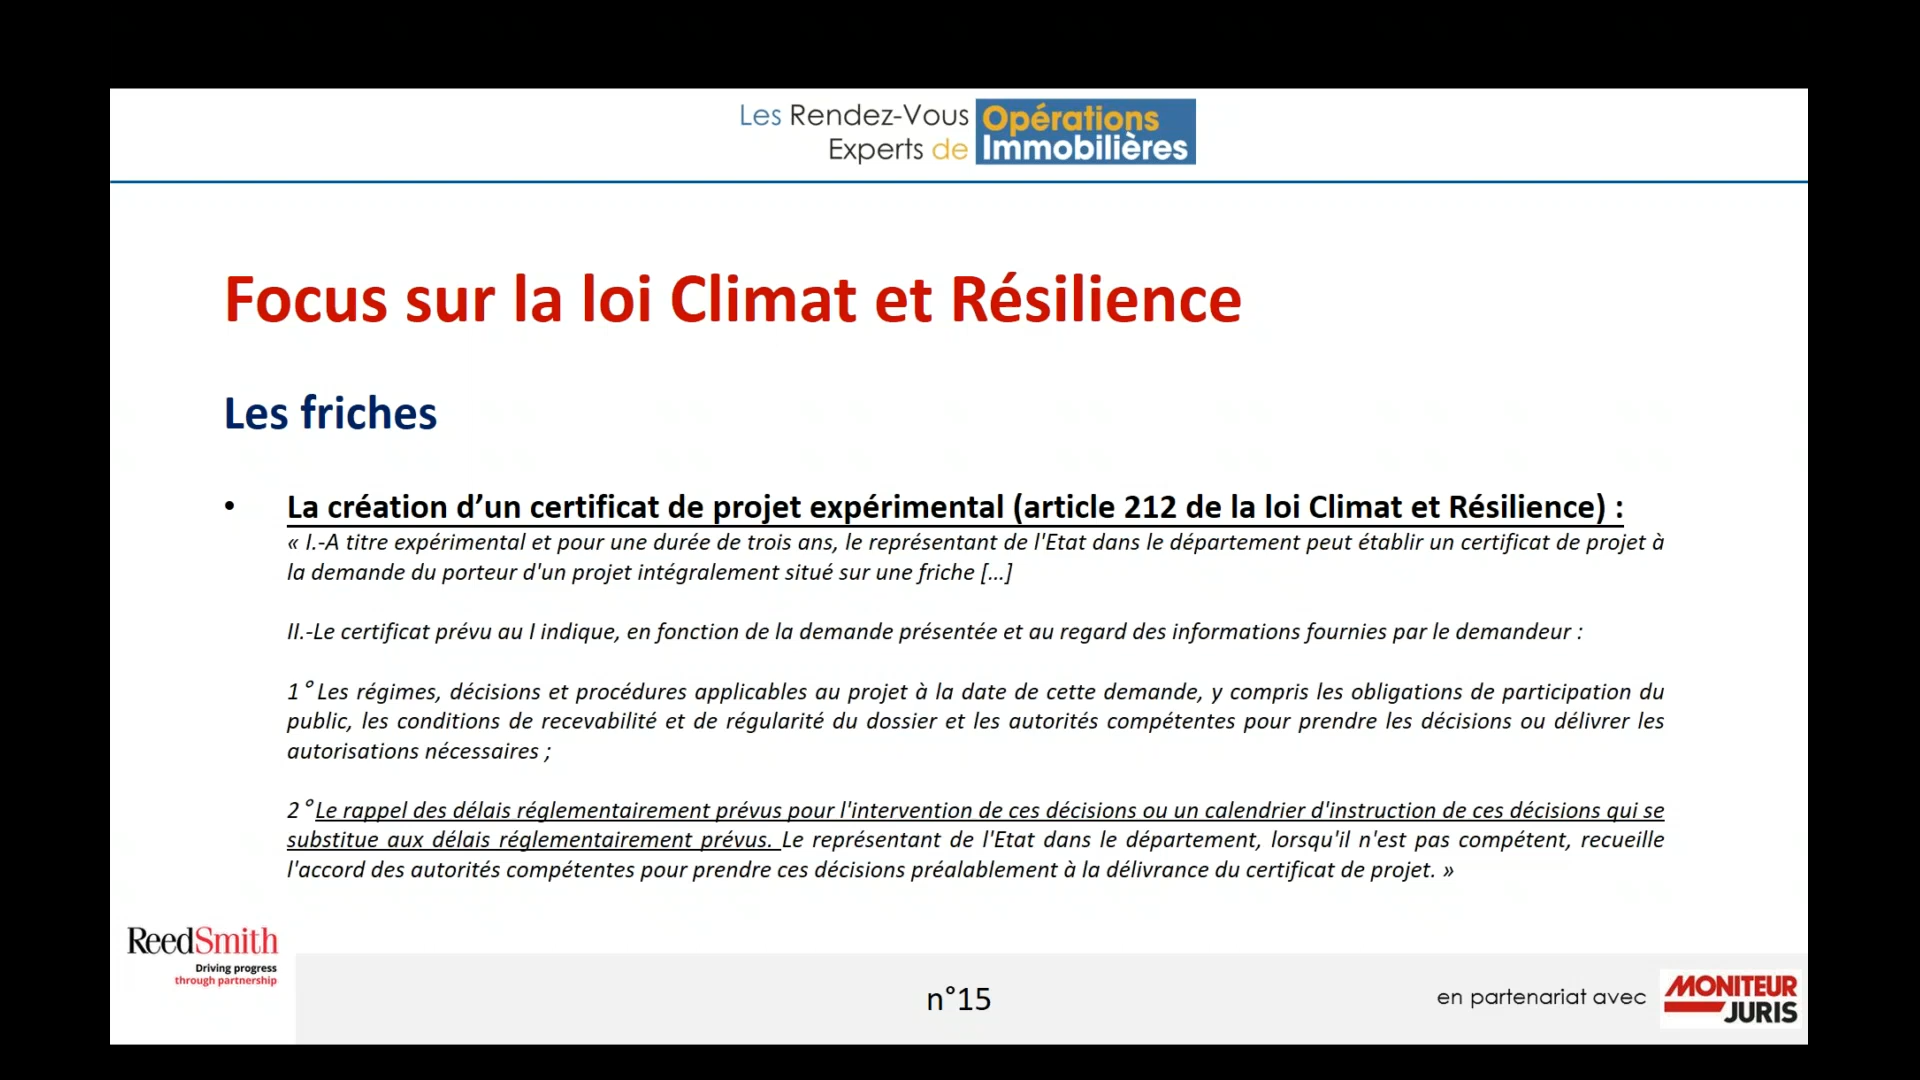 Les Rendez-Vous
Experts de
Opérations
Immobilières
Focus sur la loi Climat et Résilience
Les friches
• La création d’un certificat de projet expérimental (article 212 de la loi Climat et Résilience) :
« I.-A titre expérimental et pour une durée de trois ans, le représentant de l'Etat dans le département peut établir un certificat de projet à
la demande du porteur d'un projet intégralement situé sur une friche [...]
II.-Le certificat prévu au I indique, en fonction de la demande présentée et au regard des informations fournies par le demandeur :
1° Les régimes, décisions et procédures applicables au projet à la date de cette demande, y compris les obligations de participation du
public, les conditions de recevabilité et de régularité du dossier et les autorités compétentes pour prendre les décisions ou délivrer les
autorisations nécessaires ;
2° Le rappel des délais réglementairement prévus pour l'intervention de ces décisions ou un calendrier d'instruction de ces décisions qui se
substitue aux délais réglementairement prévus. Le représentant de l'Etat dans le département, lorsqu'il n'est pas compétent, recueille
l'accord des autorités compétentes pour prendre ces décisions préalablement à la délivrance du certificat de projet. »
ReedSmith
Driving progress
through partnership
n°15
en partenariat avec
MONITEUR
JURIS